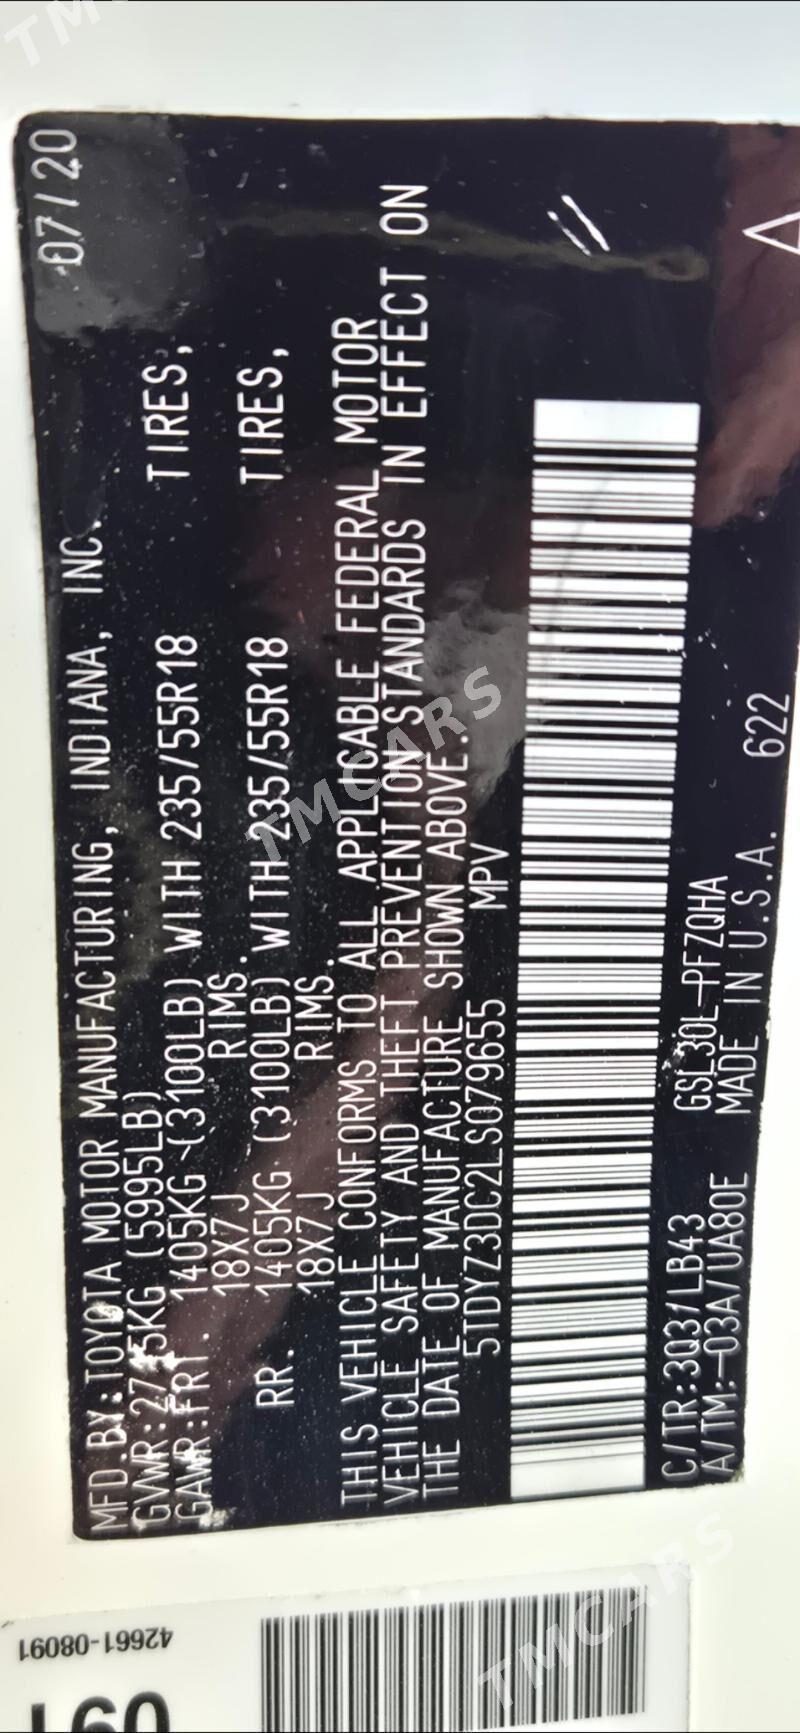 MFD.BY:TOYOTA MOTOR MANUFACTURING, INDIANA, INC. 07/20
GVWR:2715KG (5995LB)
GAWR:FRT. 1405KG (3100LB) WITH 235/55R18 TIRES,
18X7J RIMS.
RR. 1405KG (3100LB) WITH 235/55R18 TIRES,
18X7J RIMS.
THIS VEHICLE CONFORMS TO ALL APPLICABLE FEDERAL MOTOR
VEHICLE SAFETY AND THEFT PREVENTION STANDARDS IN EFFECT ON
THE DATE OF MANUFACTURE SHOWN ABOVE.
5TDYZ3DC2LS079655 MPV
C/TR:3Q3/LB43 GSL30L-PFZQHA
A/TM:-03A/UA80E MADE IN U.S.A. 622
42661-08091
091
TMCARS
TMCARS